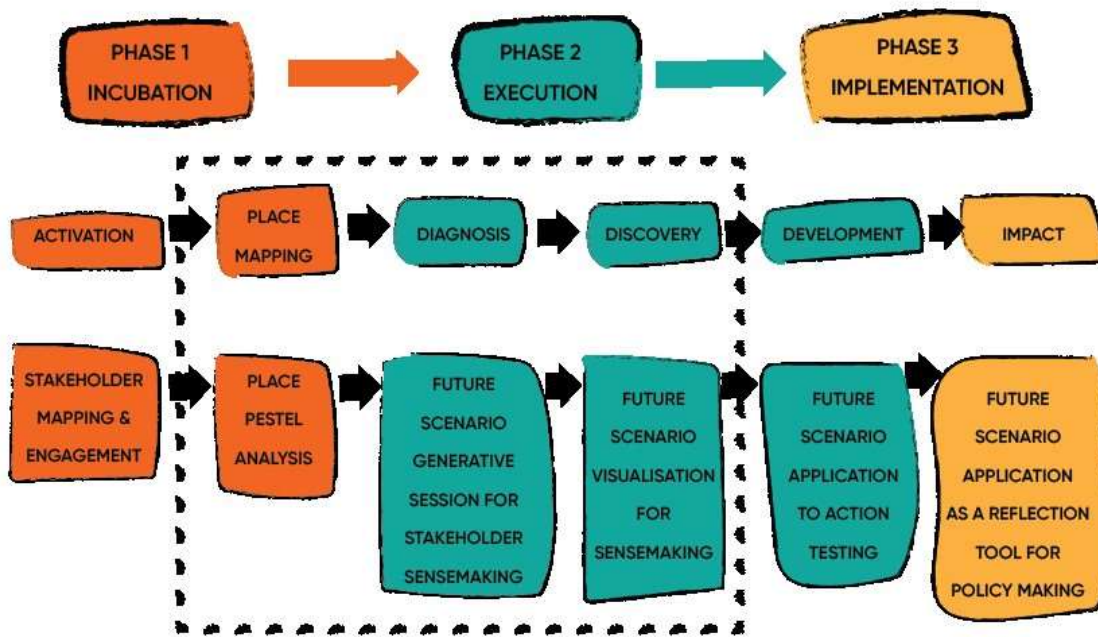 PHASE 1
INCUBATION
PHASE 2
EXECUTION
PHASE 3
IMPLEMENTATION
ACTIVATION
PLACE
MAPPING
DIAGNOSIS
DISCOVERY
DEVELOPMENT
IMPACT
STAKEHOLDER
MAPPING &
ENGAGEMENT
PLACE
PESTEL
ANALYSIS
FUTURE
SCENARIO
GENERATIVE
SESSION FOR
STAKEHOLDER
SENSEMAKING
FUTURE
SCENARIO
VISUALISATION
FOR
SENSEMAKING
FUTURE
SCENARIO
APPLICATION
TO ACTION
TESTING
FUTURE
SCENARIO
APPLICATION
AS A REFLECTION
TOOL FOR
POLICY MAKING